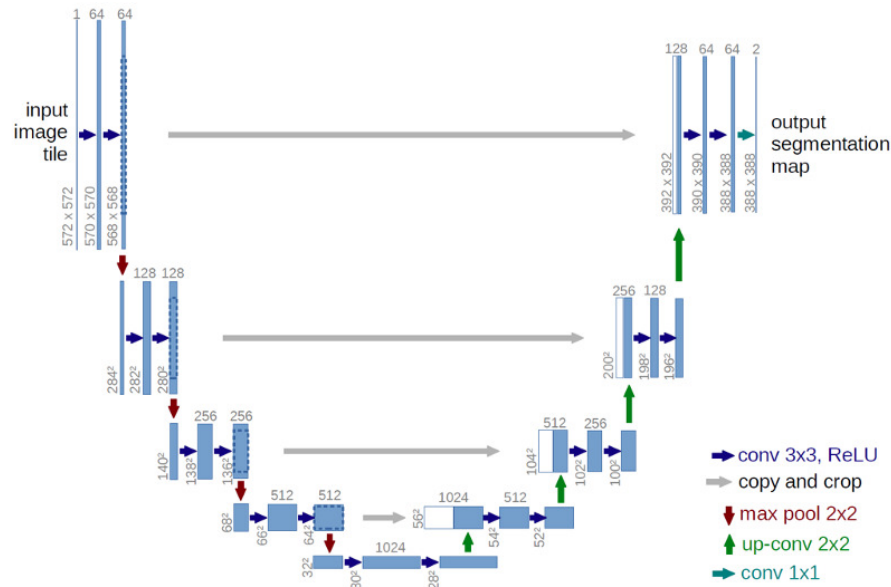 1 64 64
input
image
tile
572 x 572
570 x 570
568 x 568
128 64 64 2
output
segmentation
map
392 x 392
390 x 390
388 x 388
388 x 388
128 128
284²
282²
280²
256 128
200²
198²
196²
256 256
140²
138²
136²
512 256
104²
102²
100²
512 512
68²
66²
64²
1024 512
56²
54²
52²
1024
32²
30²
28²
conv 3x3, ReLU
copy and crop
max pool 2x2
up-conv 2x2
conv 1x1